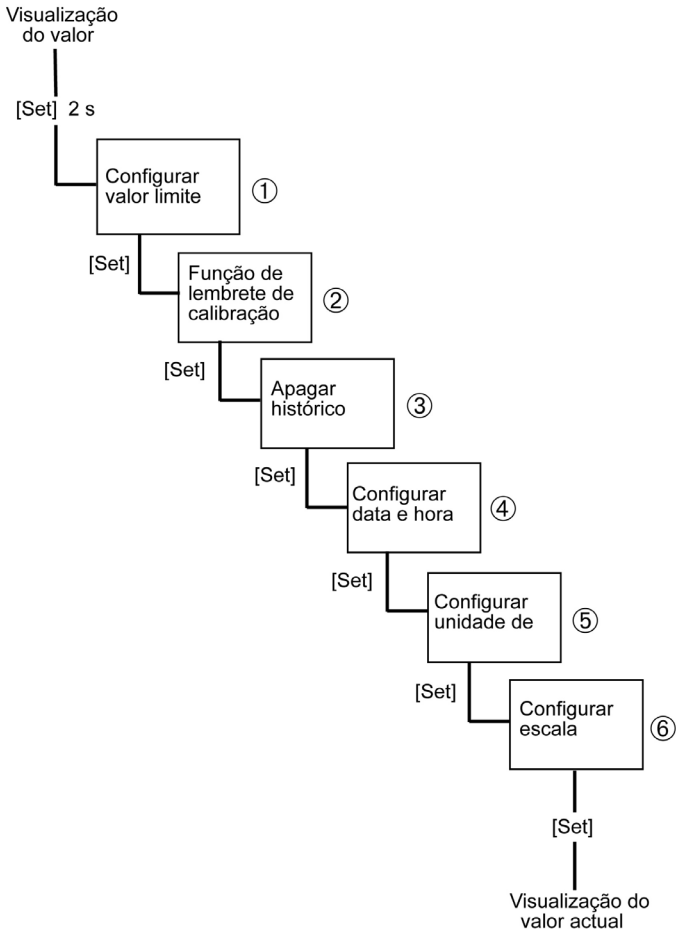 Visualização
do valor
[Set] 2 s
Configurar
valor limite
①
[Set]
Função de
lembrete de
calibração
②
[Set]
Apagar
histórico
③
[Set]
Configurar
data e hora
④
[Set]
Configurar
unidade de
⑤
[Set]
Configurar
escala
⑥
[Set]
Visualização do
valor actual